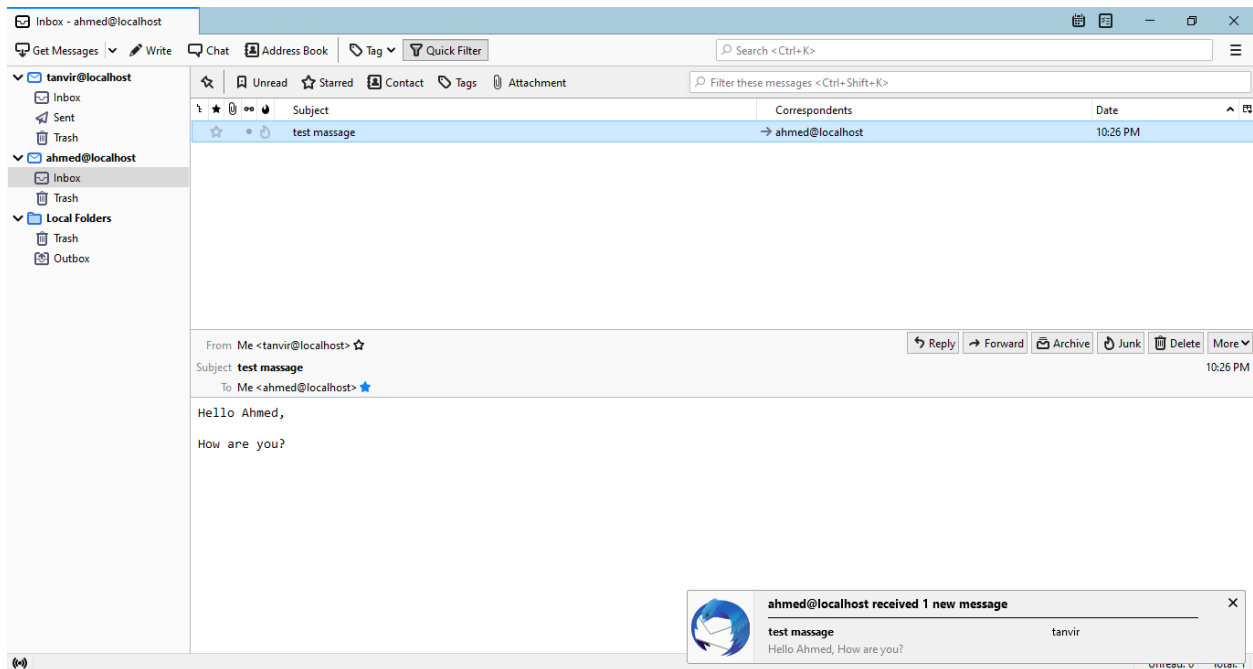 Inbox - ahmed@localhost
Get Messages Write Chat Address Book Tag Quick Filter Search <Ctrl+K>
tanvir@localhost
Inbox
Sent
Trash
ahmed@localhost
Inbox
Trash
Local Folders
Trash
Outbox
Unread Starred Contact Tags Attachment Filter these messages <Ctrl+Shift+K>
Subject Correspondents Date
test massage ahmed@localhost 10:26 PM
From Me <tanvir@localhost> Reply Forward Archive Junk Delete More
Subject test massage 10:26 PM
To Me <ahmed@localhost>
Hello Ahmed,
How are you?
ahmed@localhost received 1 new message
test massage tanvir
Hello Ahmed, How are you?
Unread: 0 Total: 1